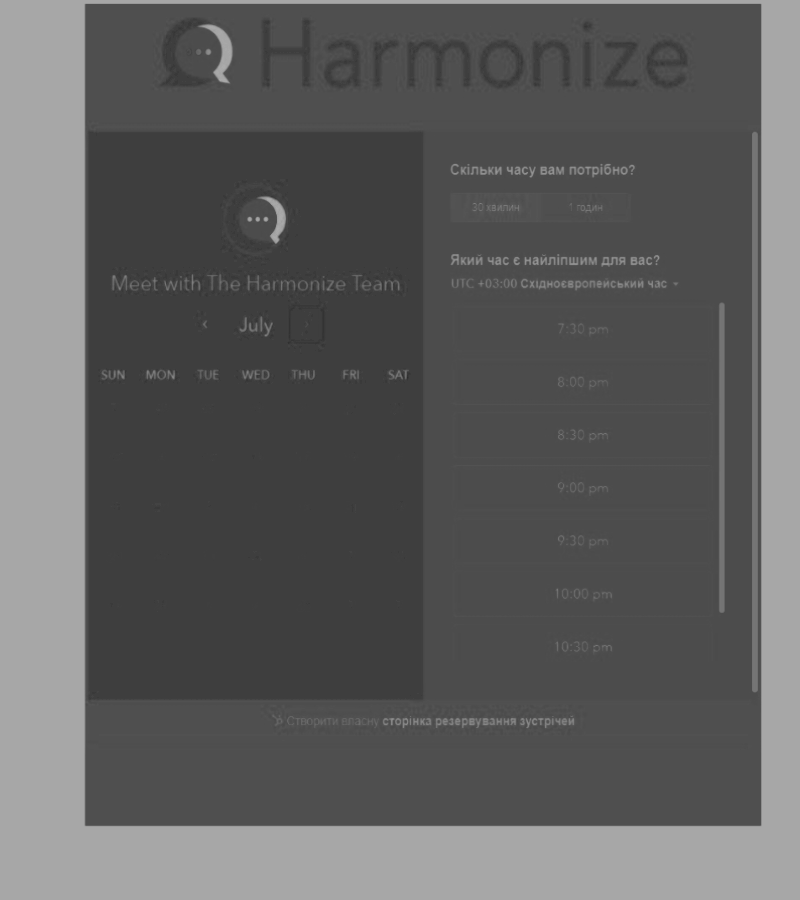 Harmonize
Meet with The Harmonize Team
July
SUN MON TUE WED THU FRI SAT
Скільки часу вам потрібно?
30 хвилин 1 годин
Який час є найліпшим для вас?
UTC +03:00 Східноєвропейський час
7:30 pm
8:00 pm
8:30 pm
9:00 pm
9:30 pm
10:00 pm
10:30 pm
Створити власну сторінка резервування зустрічей